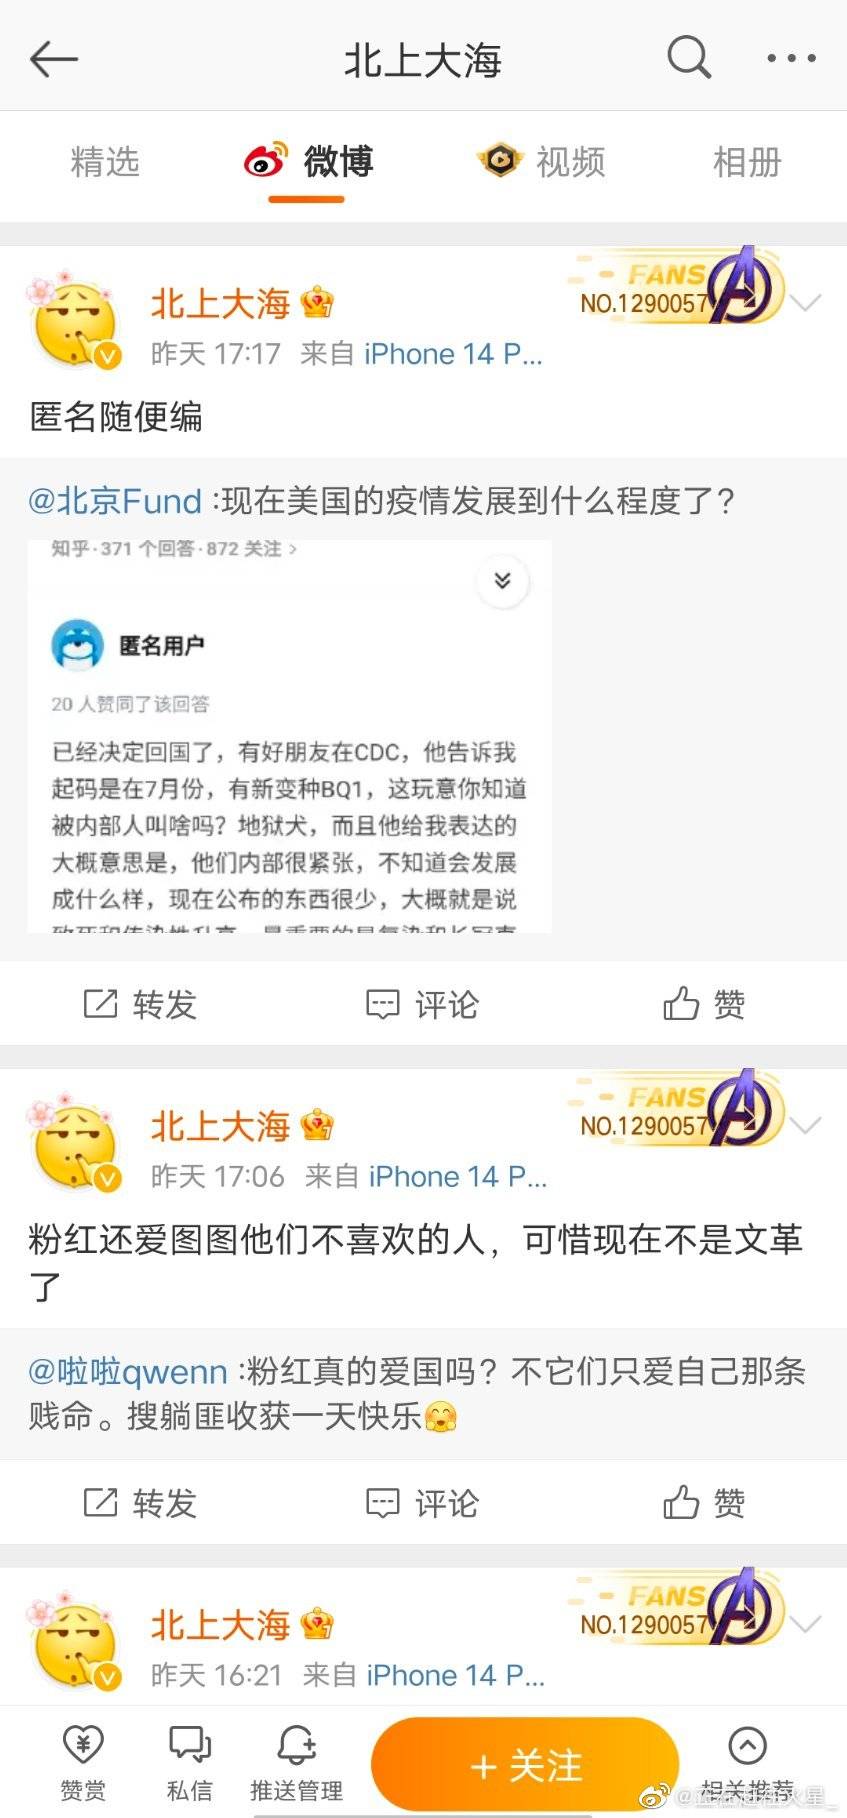 北上大海
精选 微博 视频 相册
FANS
北上大海
NO.1290057
昨天 17:17 来自 iPhone 14 P...
匿名随便编
@北京Fund :现在美国的疫情发展到什么程度了?
知乎·371 个回答·872 关注 >
匿名用户
20 人赞同了该回答
已经决定回国了，有好朋友在CDC，他告诉我
起码是在7月份，有新变种BQ1，这玩意你知道
被内部人叫啥吗？地狱犬，而且他给我表达的
大概意思是，他们内部很紧张，不知道会发展
成什么样，现在公布的东西很少，大概就是说
转发 评论 赞
FANS
北上大海
NO.1290057
昨天 17:06 来自 iPhone 14 P...
粉红还爱图图他们不喜欢的人，可惜现在不是文革
了
@啦啦qwenn :粉红真的爱国吗？不它们只爱自己那条
贱命。搜躺匪收获一天快乐
转发 评论 赞
FANS
北上大海
NO.1290057
昨天 16:21 来自 iPhone 14 P...
+ 关注
赞赏 私信 推送管理 相关推荐